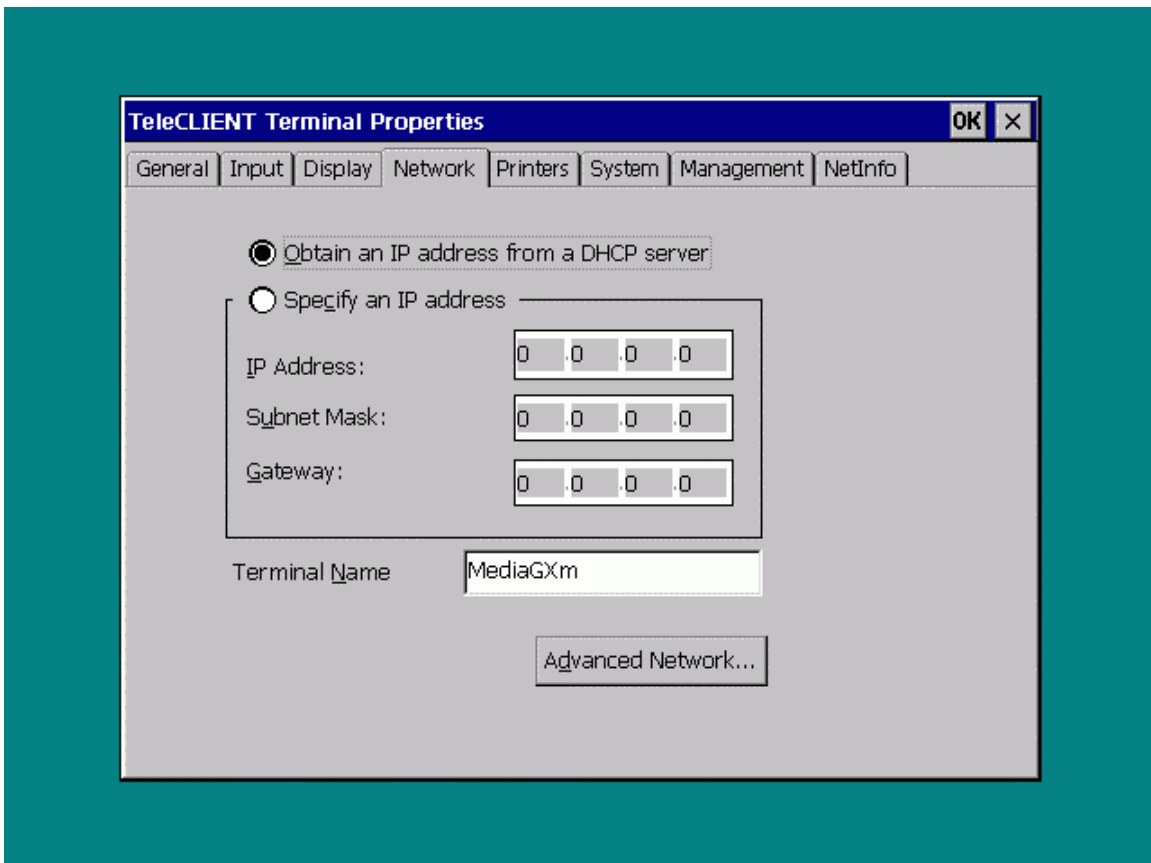 TeleCLIENT Terminal Properties OK ×
General Input Display Network Printers System Management NetInfo
Obtain an IP address from a DHCP server
Specify an IP address
IP Address: 0 .0 .0 .0
Subnet Mask: 0 .0 .0 .0
Gateway: 0 .0 .0 .0
Terminal Name MediaGXm
Advanced Network...